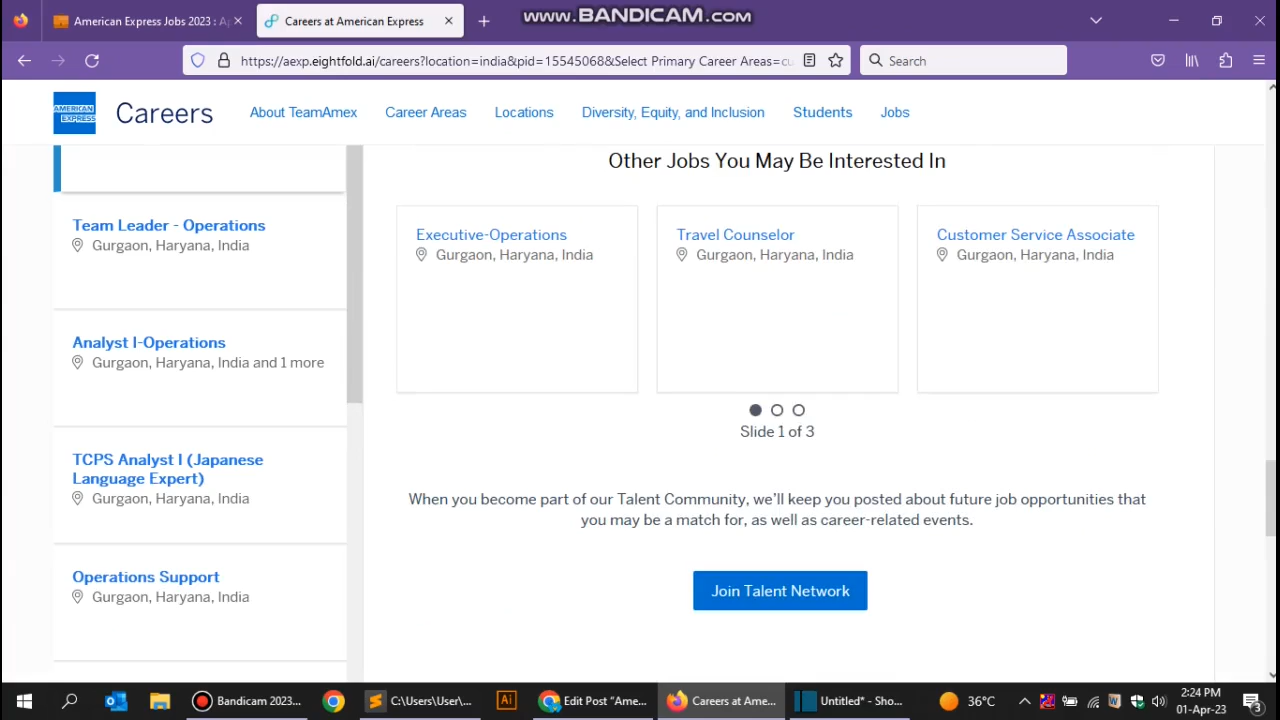 American Express Jobs 2023 : Ap
Careers at American Express
www.BANDICAM.com
https://aexp.eightfold.ai/careers?location=india&pid=15545068&Select Primary Career Areas=cu
Search
AMERICAN EXPRESS
Careers
About TeamAmex
Career Areas
Locations
Diversity, Equity, and Inclusion
Students
Jobs
Team Leader - Operations
Gurgaon, Haryana, India
Analyst I-Operations
Gurgaon, Haryana, India and 1 more
TCPS Analyst I (Japanese
Language Expert)
Gurgaon, Haryana, India
Operations Support
Gurgaon, Haryana, India
Other Jobs You May Be Interested In
Executive-Operations
Gurgaon, Haryana, India
Travel Counselor
Gurgaon, Haryana, India
Customer Service Associate
Gurgaon, Haryana, India
Slide 1 of 3
When you become part of our Talent Community, we'll keep you posted about future job opportunities that
you may be a match for, as well as career-related events.
Join Talent Network
Bandicam 2023...
C:\Users\User\...
Ai
Edit Post "Ame...
Careers at Ame...
Untitled* - Sho...
36°C
2:24 PM
01-Apr-23
3